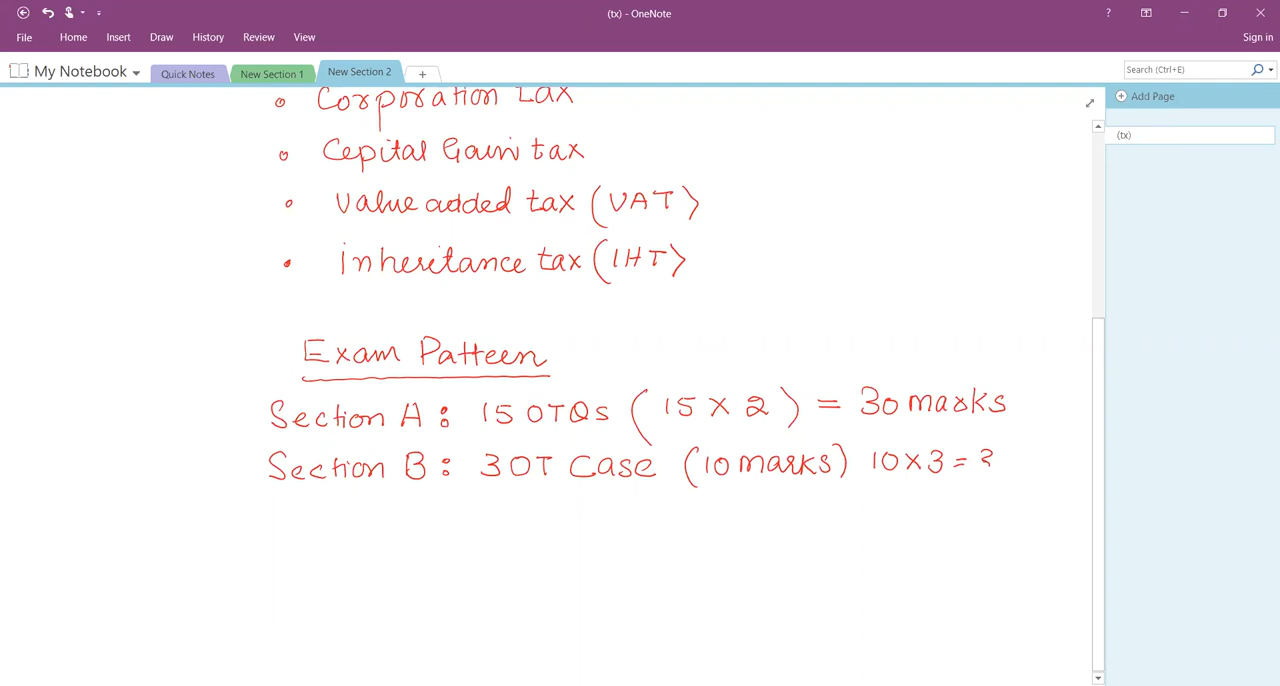 (tx) - OneNote
File Home Insert Draw History Review View Sign in
My Notebook Quick Notes New Section 1 New Section 2 + Search (Ctrl+E)
Add Page
(tx)
• Corporation Tax
• Capital Gain tax
• Value added tax (VAT)
• inheritance tax (IHT)
Exam Patteen
Section A : 15 OTQs (15 × 2) = 30 marks
Section B : 3 OT Case (10 marks) 10 × 3 = 3